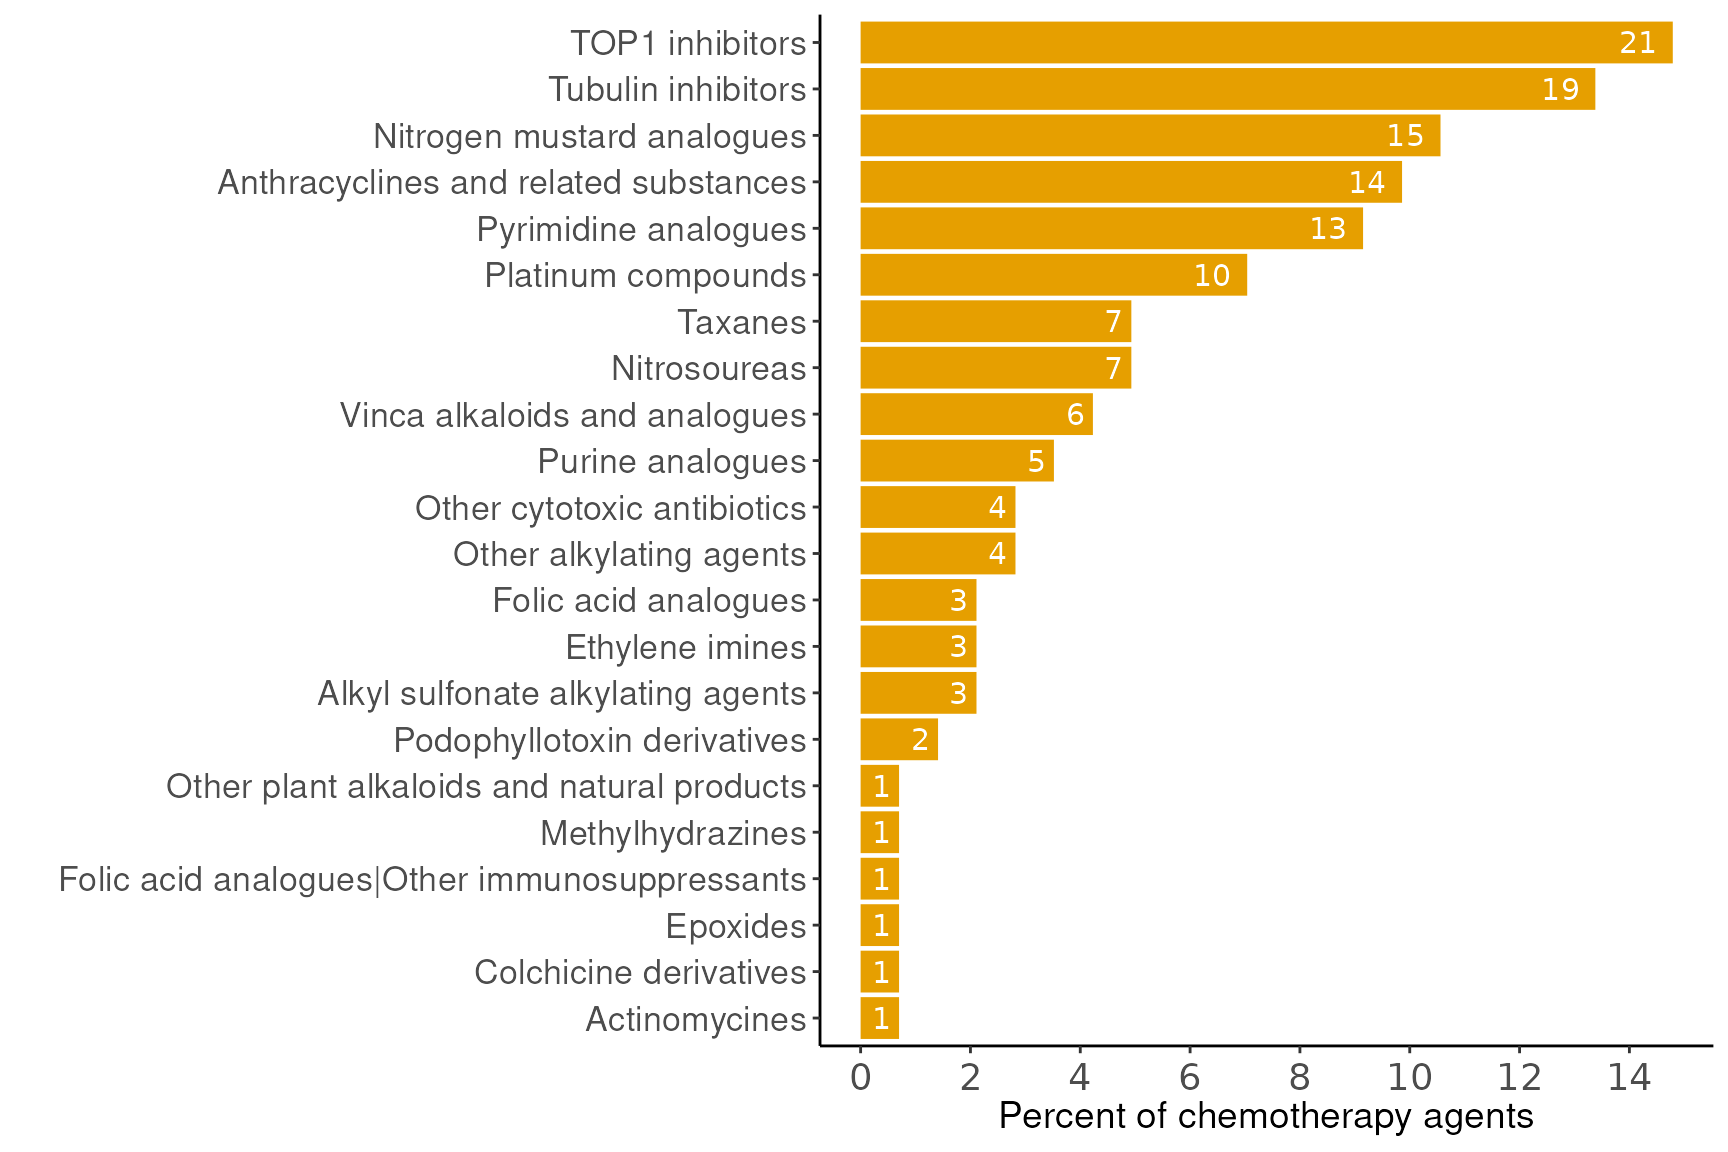 TOP1 inhibitors 21
Tubulin inhibitors 19
Nitrogen mustard analogues 15
Anthracyclines and related substances 14
Pyrimidine analogues 13
Platinum compounds 10
Taxanes 7
Nitrosoureas 7
Vinca alkaloids and analogues 6
Purine analogues 5
Other cytotoxic antibiotics 4
Other alkylating agents 4
Folic acid analogues 3
Ethylene imines 3
Alkyl sulfonate alkylating agents 3
Podophyllotoxin derivatives 2
Other plant alkaloids and natural products 1
Methylhydrazines 1
Folic acid analogues|Other immunosuppressants 1
Epoxides 1
Colchicine derivatives 1
Actinomycines 1
0 2 4 6 8 10 12 14
Percent of chemotherapy agents